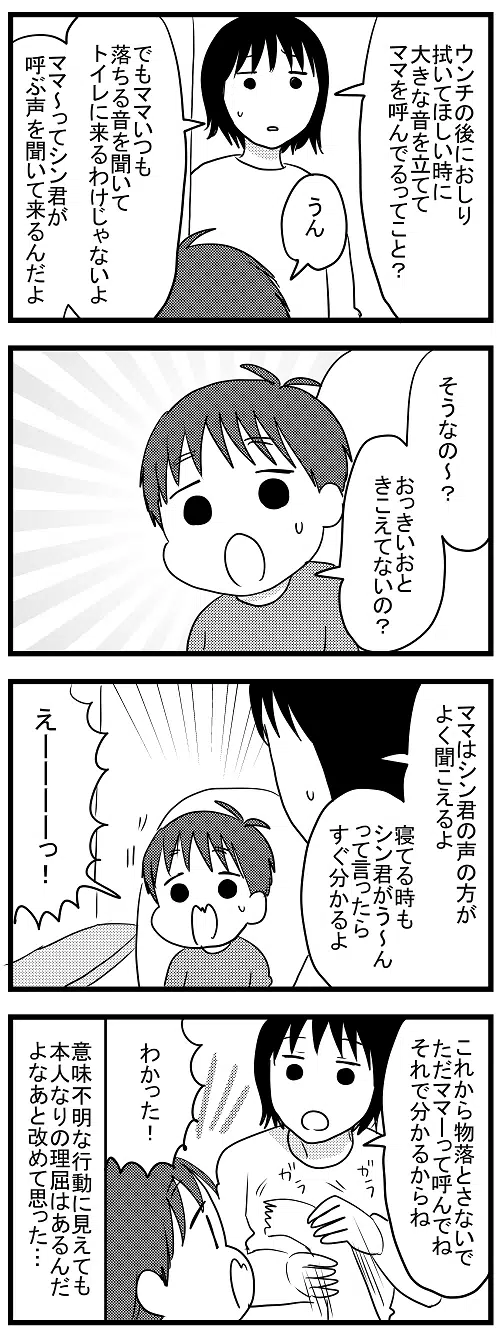 ウンチの後におしり
拭いてほしい時に
大きな音を立てて
ママを呼んでるってこと？
うん
でもママいつも
落ちる音を聞いて
トイレに来るわけじゃないよ
ママ～ってシン君が
呼ぶ声を聞いて来るんだよ
そうなの～？
おっきいおと
きこえてないの？
ママはシン君の声の方が
よく聞こえるよ
寝てる時も
シン君がう～ん
って言ったら
すぐ分かるよ
えーーーーーっ！
これから物落とさないで
ただママーって呼んでね
それで分かるからね
ガラ
ガラ
わかった！
意味不明な行動に見えても
本人なりの理屈はあるんだ
よなあと改めて思った…